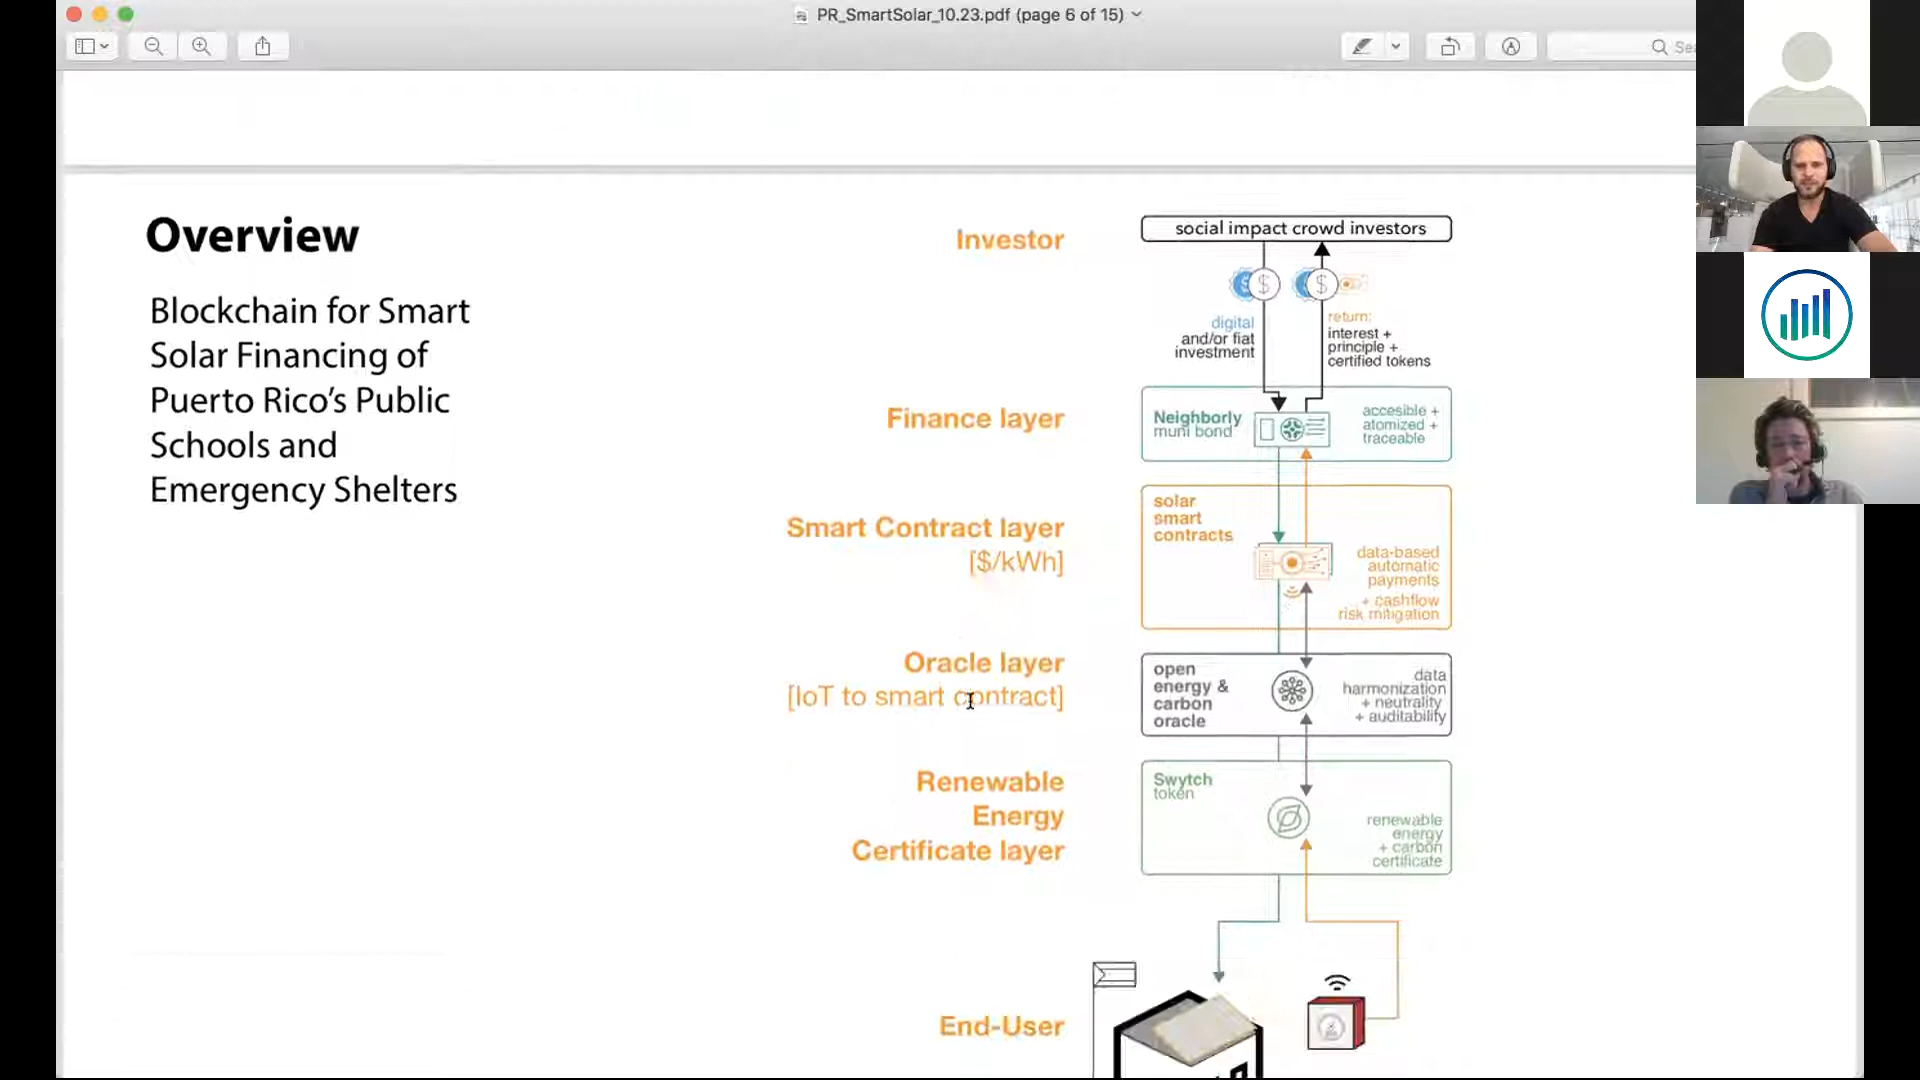 PR_SmartSolar_10.23.pdf (page 6 of 15)
Overview
Blockchain for Smart
Solar Financing of
Puerto Rico's Public
Schools and
Emergency Shelters
Investor
social impact crowd investors
digital
and/or fiat
investment
return:
interest +
principle +
certified tokens
Finance layer
Neighborly
muni bond
accesible +
atomized +
traceable
Smart Contract layer
[$/kWh]
solar
smart
contracts
data-based
automatic
payments
+ cashflow
risk mitigation
Oracle layer
[IoT to smart contract]
open
energy &
carbon
oracle
data
harmonization
+ neutrality
+ auditability
Renewable
Energy
Certificate layer
Swytch
token
renewable
energy
+ carbon
certificate
End-User